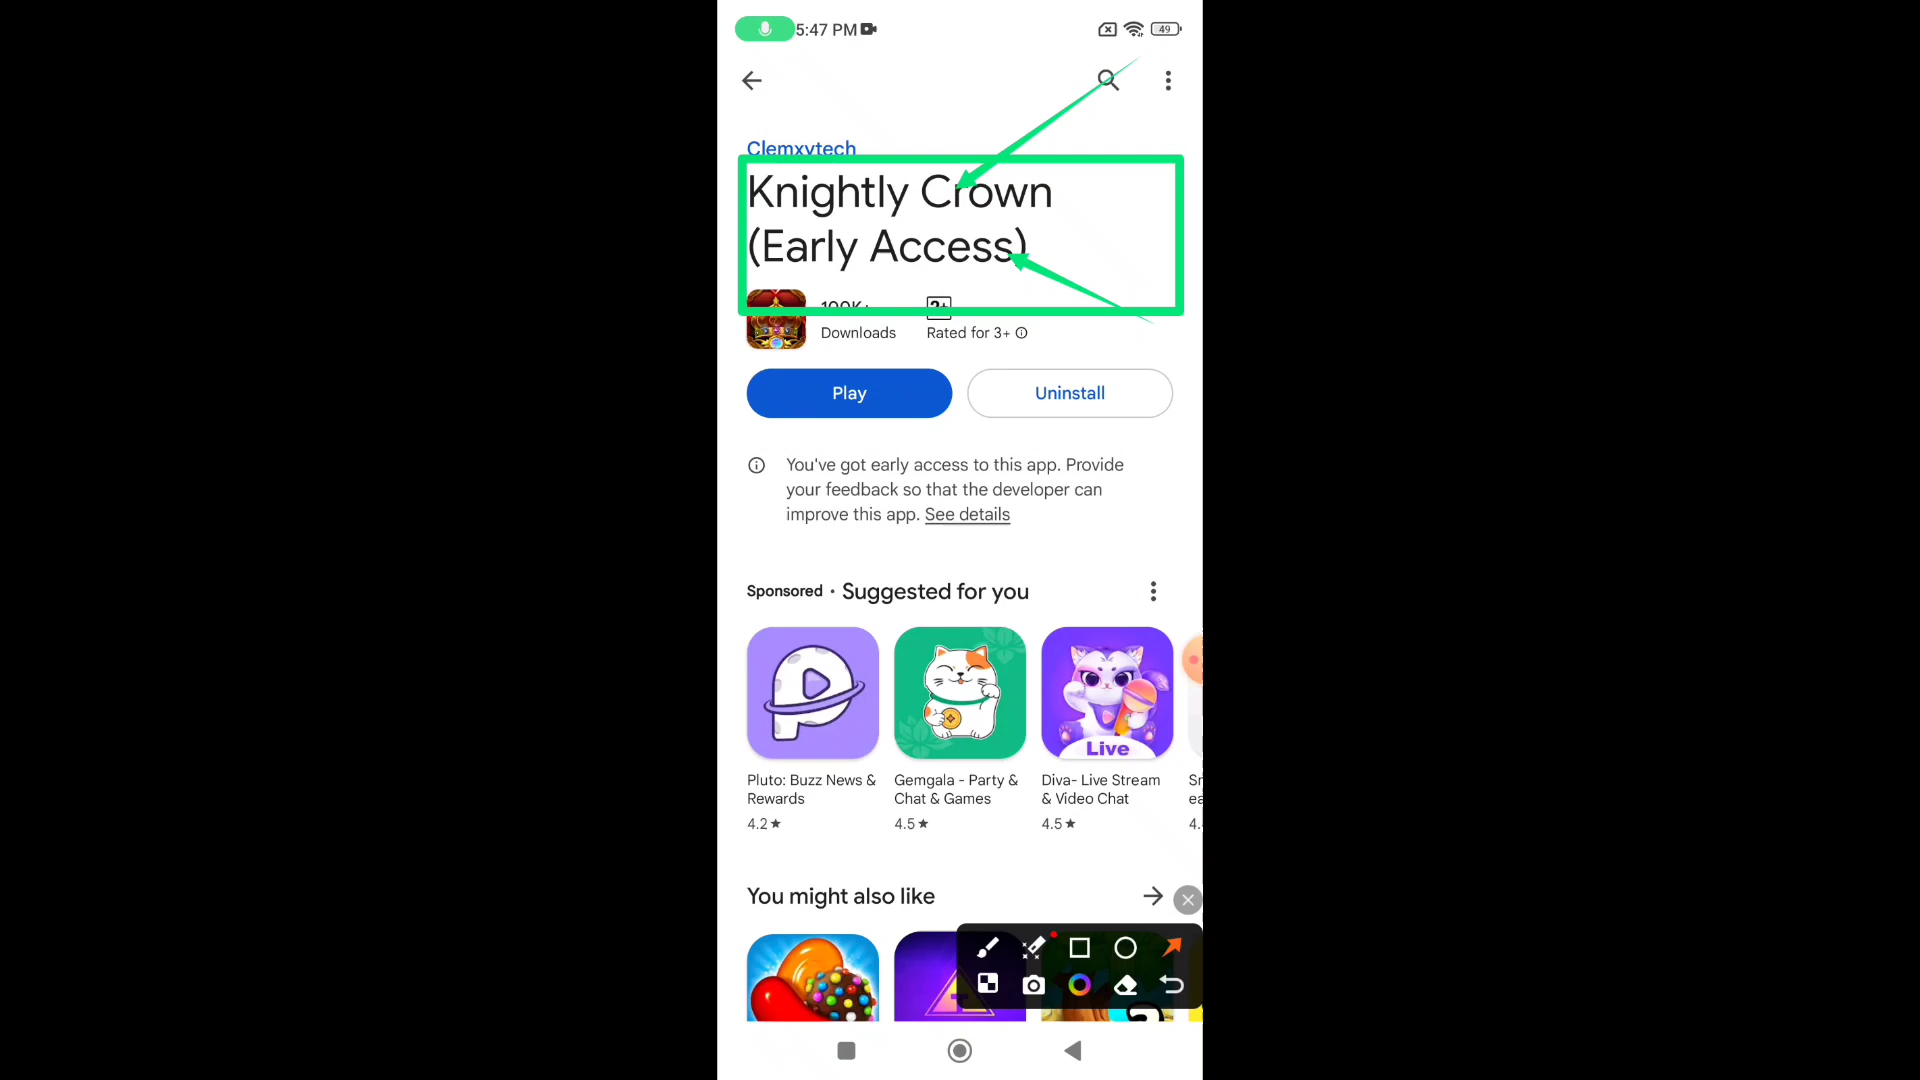 5:47 PM
49
Clemxytech
Knightly Crown
(Early Access)
100K+
3+
Downloads
Rated for 3+
Play
Uninstall
You've got early access to this app. Provide
your feedback so that the developer can
improve this app. See details
Sponsored • Suggested for you
Live
Pluto: Buzz News &
Rewards
4.2★
Gemgala - Party &
Chat & Games
4.5★
Diva- Live Stream
& Video Chat
4.5★
You might also like